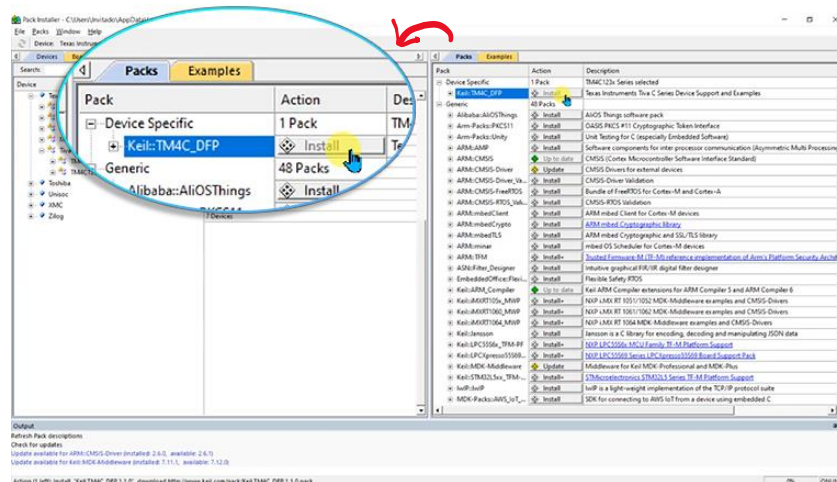 Pack Installer - C:\Users\Invitado\AppData\
File Packs Window Help
Device: Texas Instrum
Devices
Search:
Device
Toshiba
Unisoc
XMC
Zilog
7 Devices
Packs Examples
Pack Action Des
Device Specific 1 Pack TM4
Keil::TM4C_DFP Install Te
Generic 48 Packs
Alibaba::AliOSThings Install
Packs Examples
Pack Action Description
Device Specific 1 Pack TM4C123x Series selected
Keil::TM4C_DFP Install Texas Instruments Tiva C Series Device Support and Examples
Generic 48 Packs
Alibaba::AliOSThings Install AliOS Things software pack
Arm-Packs::PKCS11 Install OASIS PKCS #11 Cryptographic Token Interface
Arm-Packs::Unity Install Unit Testing for C (especially Embedded Software)
ARM::AMP Install Software components for inter processor communication (Asymmetric Multi Processing
ARM::CMSIS Up to date CMSIS (Cortex Microcontroller Software Interface Standard)
ARM::CMSIS-Driver Update CMSIS Drivers for external devices
ARM::CMSIS-Driver_Va... Install CMSIS-Driver Validation
ARM::CMSIS-FreeRTOS Install Bundle of FreeRTOS for Cortex-M and Cortex-A
ARM::CMSIS-RTOS_Vali... Install CMSIS-RTOS Validation
ARM::mbedClient Install ARM mbed Client for Cortex-M devices
ARM::mbedCrypto Install ARM mbed Cryptographic library
ARM::mbedTLS Install ARM mbed Cryptographic and SSL/TLS library
ARM::minar Install mbed OS Scheduler for Cortex-M devices
ARM::TFM Install+ Trusted Firmware-M (TF-M) reference implementation of Arm's Platform Security Archit
ASN::Filter_Designer Install Intuitive graphical FIR/IIR digital filter designer
EmbeddedOffice::Flexi... Install Flexible Safety RTOS
Keil::ARM_Compiler Up to date Keil ARM Compiler extensions for ARM Compiler 5 and ARM Compiler 6
Keil::iMXRT105x_MWP Install+ NXP i.MX RT 1051/1052 MDK-Middleware examples and CMSIS-Drivers
Keil::iMXRT1060_MWP Install+ NXP i.MX RT 1061/1062 MDK-Middleware examples and CMSIS-Drivers
Keil::iMXRT1064_MWP Install+ NXP i.MX RT 1064 MDK-Middleware examples and CMSIS-Drivers
Keil::Jansson Install Jansson is a C library for encoding, decoding and manipulating JSON data
Keil::LPC55S6x_TFM-PF Install+ NXP LPC55S6x MCU Family TF-M Platform Support
Keil::LPCXpresso55S69... Install+ NXP LPC55S69 Series LPCXpresso55S69 Board Support Pack
Keil::MDK-Middleware Update Middleware for Keil MDK-Professional and MDK-Plus
Keil::STM32L5xx_TFM-... Install+ STMicroelectronics STM32L5 Series TF-M Platform Support
lwIP::lwIP Install lwIP is a light-weight implementation of the TCP/IP protocol suite
MDK-Packs::AWS_IoT_... Install SDK for connecting to AWS IoT from a device using embedded C
Output
Refresh Pack descriptions
Check for updates
Update available for ARM::CMSIS-Driver (installed: 2.6.0, available: 2.6.1)
Update available for Keil::MDK-Middleware (installed: 7.11.1, available: 7.12.0)